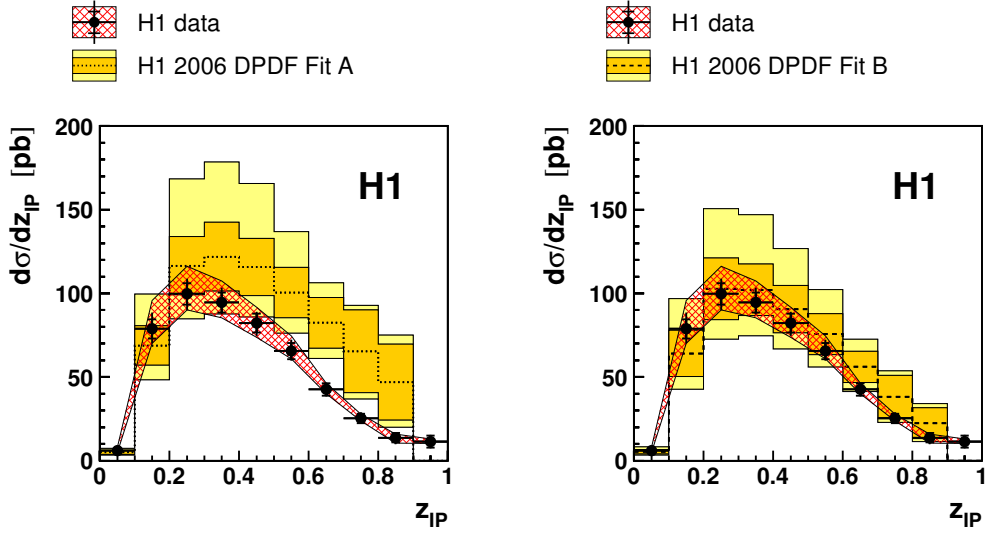 H1 data
H1 2006 DPDF Fit A
dσ/dz_IP [pb]
200
150
100
50
0
H1
0 0.2 0.4 0.6 0.8 1
z_IP
H1 data
H1 2006 DPDF Fit B
dσ/dz_IP [pb]
200
150
100
50
0
H1
0 0.2 0.4 0.6 0.8 1
z_IP